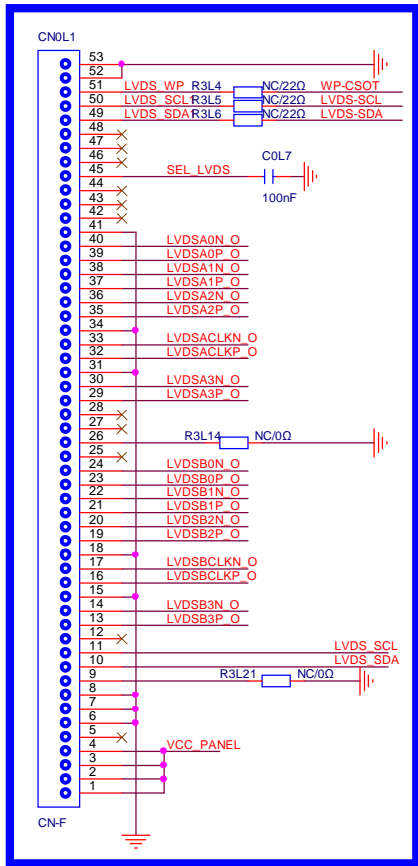 CN0L1
53
52
51 LVDS_WP R3L4 NC/22Ω WP-CSOT
50 LVDS_SCL1 R3L5 NC/22Ω LVDS-SCL
49 LVDS_SDA1 R3L6 NC/22Ω LVDS-SDA
48
47
46
45 SEL_LVDS C0L7
100nF
44
43
42
41
40 LVDSA0N_O
39 LVDSA0P_O
38 LVDSA1N_O
37 LVDSA1P_O
36 LVDSA2N_O
35 LVDSA2P_O
34
33 LVDSACLKN_O
32 LVDSACLKP_O
31
30 LVDSA3N_O
29 LVDSA3P_O
28
27
26 R3L14 NC/0Ω
25
24 LVDSB0N_O
23 LVDSB0P_O
22 LVDSB1N_O
21 LVDSB1P_O
20 LVDSB2N_O
19 LVDSB2P_O
18
17 LVDSBCLKN_O
16 LVDSBCLKP_O
15
14 LVDSB3N_O
13 LVDSB3P_O
12
11 LVDS_SCL
10 LVDS_SDA
9 R3L21 NC/0Ω
8
7
6
5
4 VCC_PANEL
3
2
1
CN-F